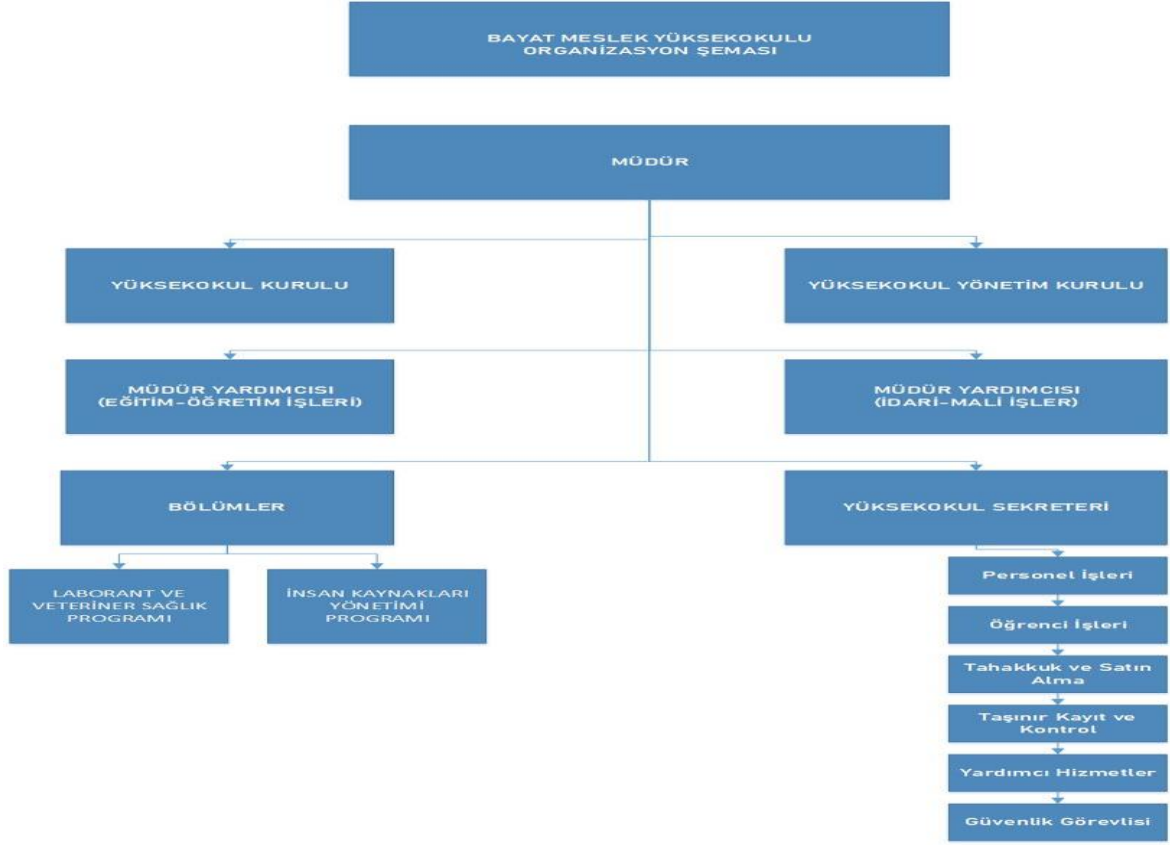 BAYAT MESLEK YÜKSEKOKULU
ORGANİZASYON ŞEMASI
MÜDÜR
YÜKSEKOKUL KURULU
YÜKSEKOKUL YÖNETİM KURULU
MÜDÜR YARDIMCISI
(EĞİTİM-ÖĞRETİM İŞLERİ)
MÜDÜR YARDIMCISI
(İDARİ-MALİ İŞLER)
BÖLÜMLER
YÜKSEKOKUL SEKRETERİ
LABORANT VE
VETERİNER SAĞLIK
PROGRAMI
İNSAN KAYNAKLARI
YÖNETİMİ
PROGRAMI
Personel İşleri
Öğrenci İşleri
Tahakkuk ve Satın
Alma
Taşınır Kayıt ve
Kontrol
Yardımcı Hizmetler
Güvenlik Görevlisi